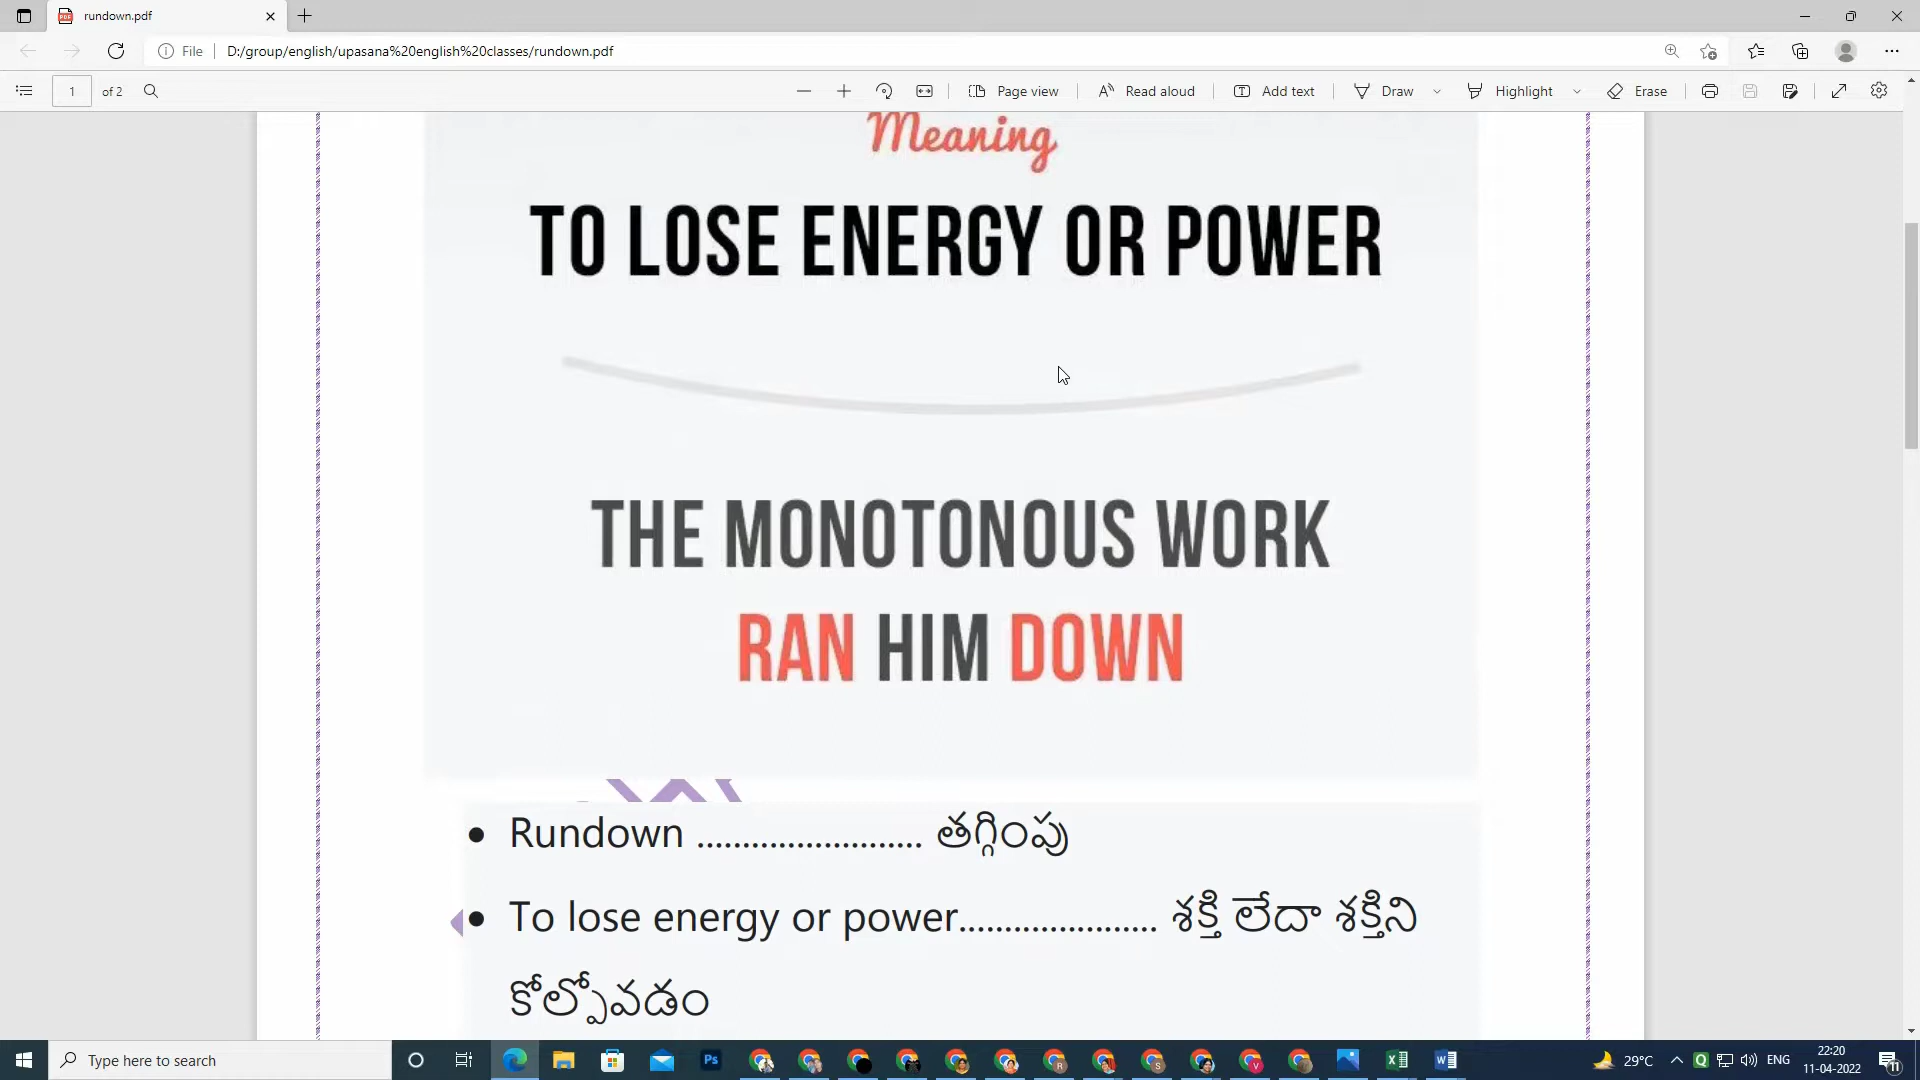 rundown.pdf
File D:/group/english/upasana%20english%20classes/rundown.pdf
1 of 2 Page view Read aloud Add text Draw Highlight Erase
Meaning
TO LOSE ENERGY OR POWER
THE MONOTONOUS WORK
RAN HIM DOWN
• Rundown ........................ తగ్గింపు
• To lose energy or power..................... శక్తి లేదా శక్తిని
కోల్పోవడం
Type here to search 29°C ENG 22:20
11-04-2022 11